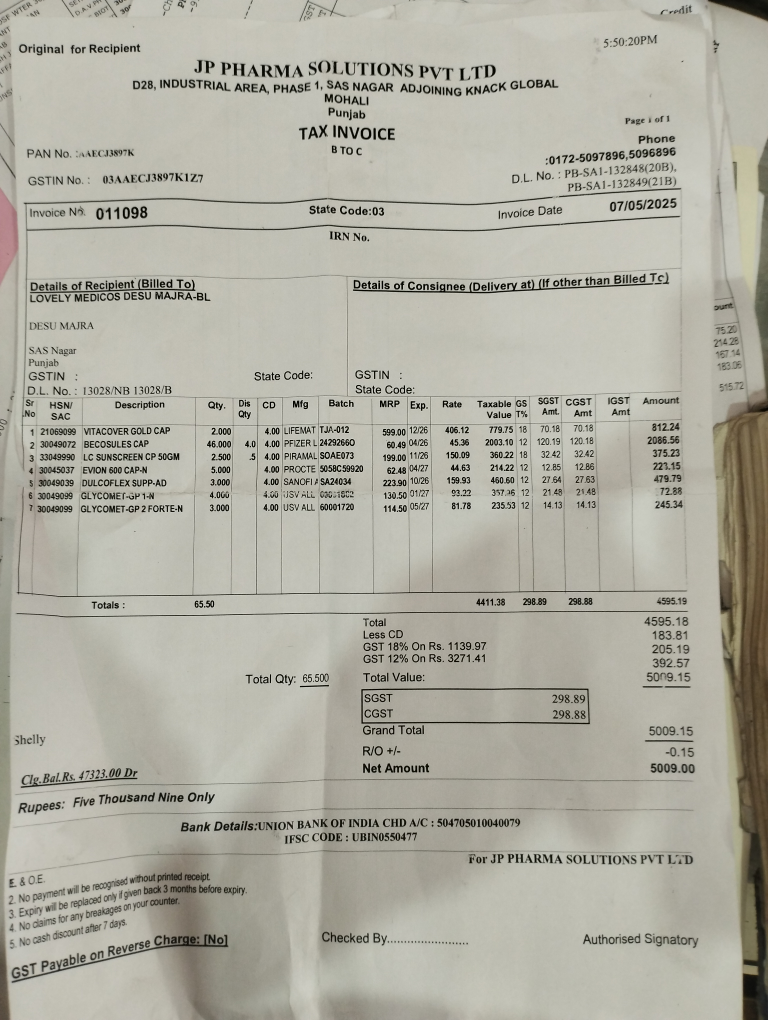 Credit
5:50:20PM
Original for Recipient
JP PHARMA SOLUTIONS PVT LTD
D28, INDUSTRIAL AREA, PHASE 1, SAS NAGAR ADJOINING KNACK GLOBAL
MOHALI
Punjab
Page 1 of 1
TAX INVOICE
B TO C
Phone
:0172-5097896,5096896
PAN No. :AAECJ3897K
D.L. No. : PB-SA1-132848(20B),
PB-SA1-132849(21B)
GSTIN No. : 03AAECJ3897K1Z7
Invoice No. 011098 State Code:03 Invoice Date 07/05/2025
IRN No.
Details of Recipient (Billed To) Details of Consignee (Delivery at) (If other than Billed To)
LOVELY MEDICOS DESU MAJRA-BL
DESU MAJRA
SAS Nagar
Punjab
GSTIN : State Code: GSTIN :
D.L. No. : 13028/NB 13028/B State Code:
Sr No HSN/ SAC Description Qty. Dis Qty CD Mfg Batch MRP Exp. Rate Taxable Value GS T% SGST Amt. CGST Amt IGST Amt Amount
1 21069099 VITACOVER GOLD CAP 2.000 4.00 LIFEMAT TJA-012 599.00 12/26 406.12 779.75 18 70.18 70.18 812.24
2 30049072 BECOSULES CAP 46.000 4.0 4.00 PFIZER L 24292660 60.49 04/26 45.36 2003.10 12 120.19 120.18 2086.56
3 33049990 LC SUNSCREEN CP 50GM 2.500 .5 4.00 PIRAMAL SOAE073 199.00 11/26 150.09 360.22 18 32.42 32.42 375.23
4 30045037 EVION 600 CAP-N 5.000 4.00 PROCTE 5058C59920 62.48 04/27 44.63 214.22 12 12.85 12.86 223.15
5 30049039 DULCOFLEX SUPP-AD 3.000 4.00 SANOFI A SA24034 223.90 10/26 159.93 460.60 12 27.64 27.63 479.79
6 30049099 GLYCOMET-GP 1-N 4.000 4.00 USV ALL 130.50 01/27 93.22 357.96 12 21.48 21.48 72.88
7 30049099 GLYCOMET-GP 2 FORTE-N 3.000 4.00 USV ALL 60001720 114.50 05/27 81.78 235.53 12 14.13 14.13 245.34
Totals : 65.50 4411.38 298.89 298.88 4595.19
Total 4595.18
Less CD 183.81
GST 18% On Rs. 1139.97 205.19
GST 12% On Rs. 3271.41 392.57
Total Qty: 65.500 Total Value: 5009.15
SGST 298.89
CGST 298.88
Grand Total 5009.15
Shelly
R/O +/- -0.15
Clg.Bal.Rs. 47323.00 Dr
Net Amount 5009.00
Rupees: Five Thousand Nine Only
Bank Details:UNION BANK OF INDIA CHD A/C : 504705010040079
IFSC CODE : UBIN0550477
For JP PHARMA SOLUTIONS PVT LTD
E. & O.E.
2. No payment will be recognised without printed receipt.
3. Expiry will be replaced only if given back 3 months before expiry.
4. No claims for any breakages on your counter.
5. No cash discount after 7 days.
GST Payable on Reverse Charge: [No]
Checked By........................
Authorised Signatory
ount
75.20
214.28
167.14
183.06
515.72